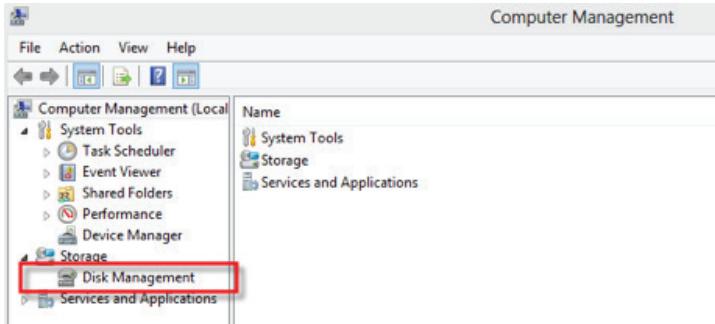 Computer Management
File Action View Help
Computer Management (Local
System Tools
Task Scheduler
Event Viewer
Shared Folders
Performance
Device Manager
Storage
Disk Management
Services and Applications
Name
System Tools
Storage
Services and Applications